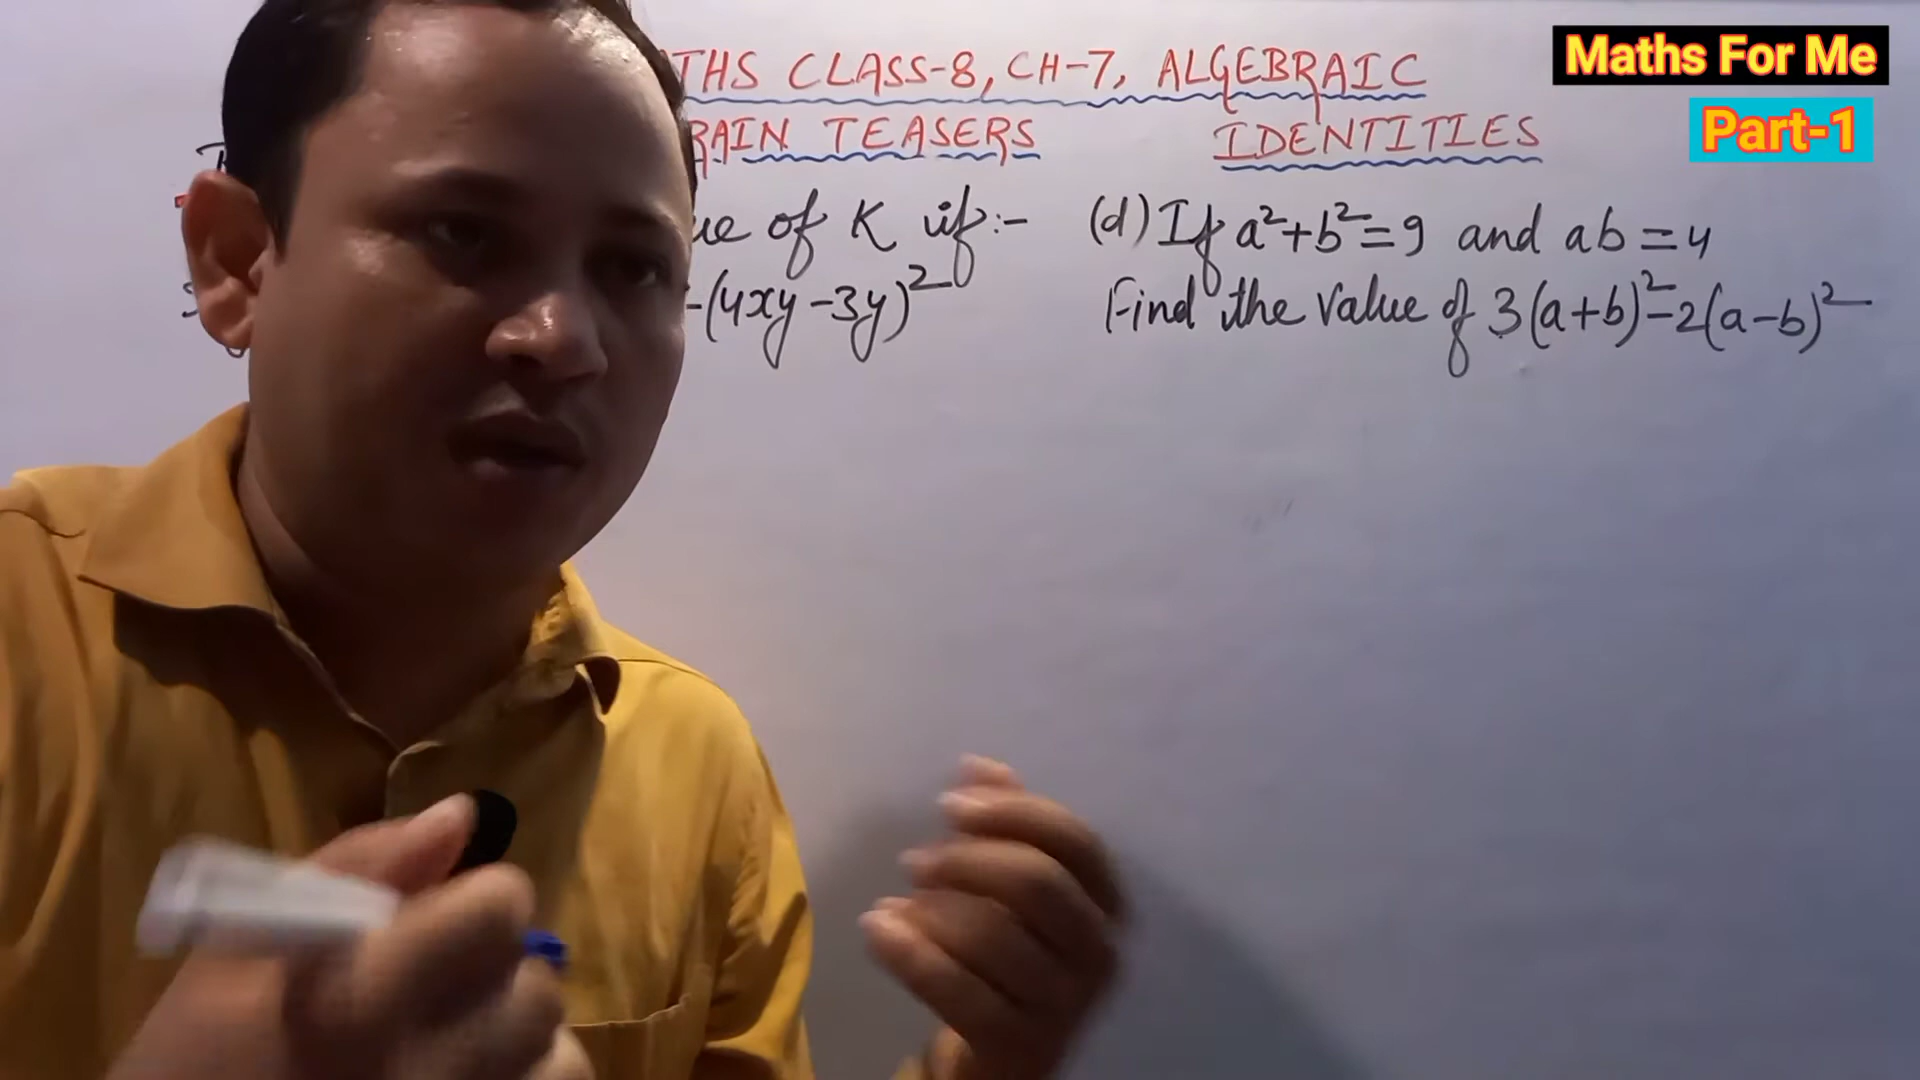 THS CLASS-8, CH-7, ALGEBRAIC
RAIN TEASERS IDENTITIES
Maths For Me
Part-1
ue of K if:-
-(4xy-3y)²
(d) If a²+b²=9 and ab=4
Find the value of 3(a+b)²-2(a-b)²